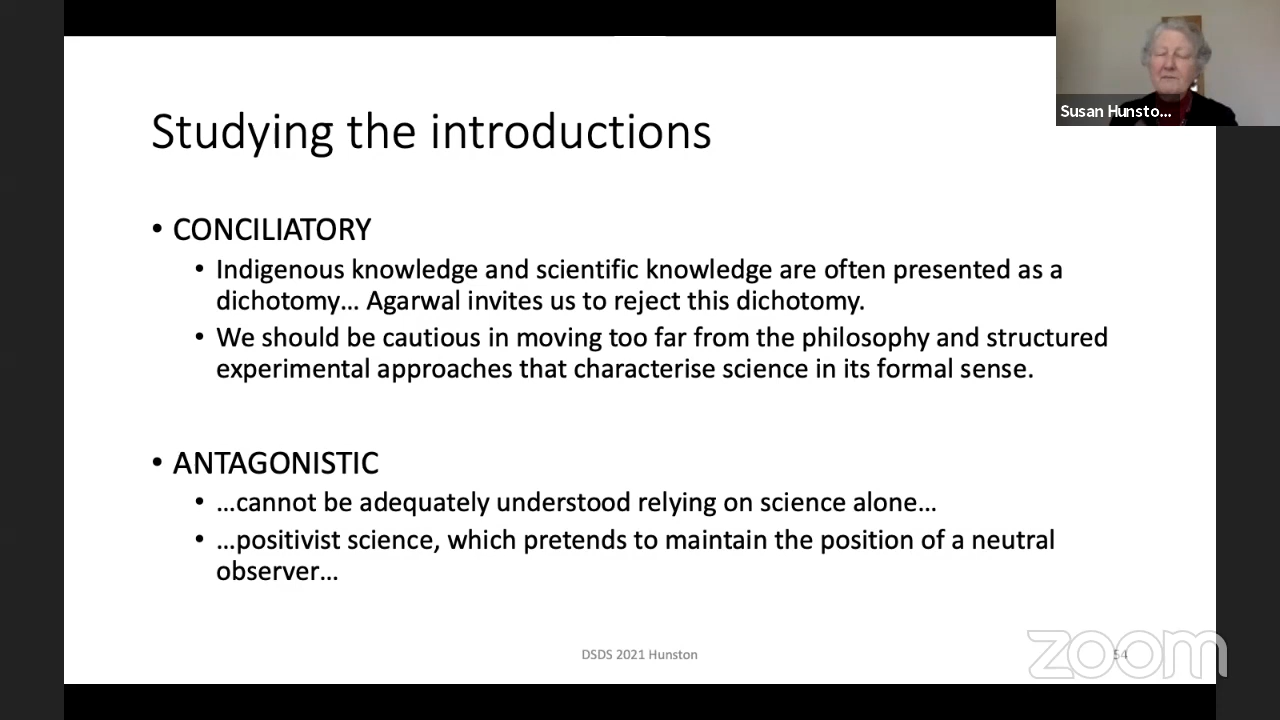 Susan Hunsto...
Studying the introductions
• CONCILIATORY
• Indigenous knowledge and scientific knowledge are often presented as a
dichotomy... Agarwal invites us to reject this dichotomy.
• We should be cautious in moving too far from the philosophy and structured
experimental approaches that characterise science in its formal sense.
• ANTAGONISTIC
• ...cannot be adequately understood relying on science alone...
• ...positivist science, which pretends to maintain the position of a neutral
observer...
DSDS 2021 Hunston
54
zoom